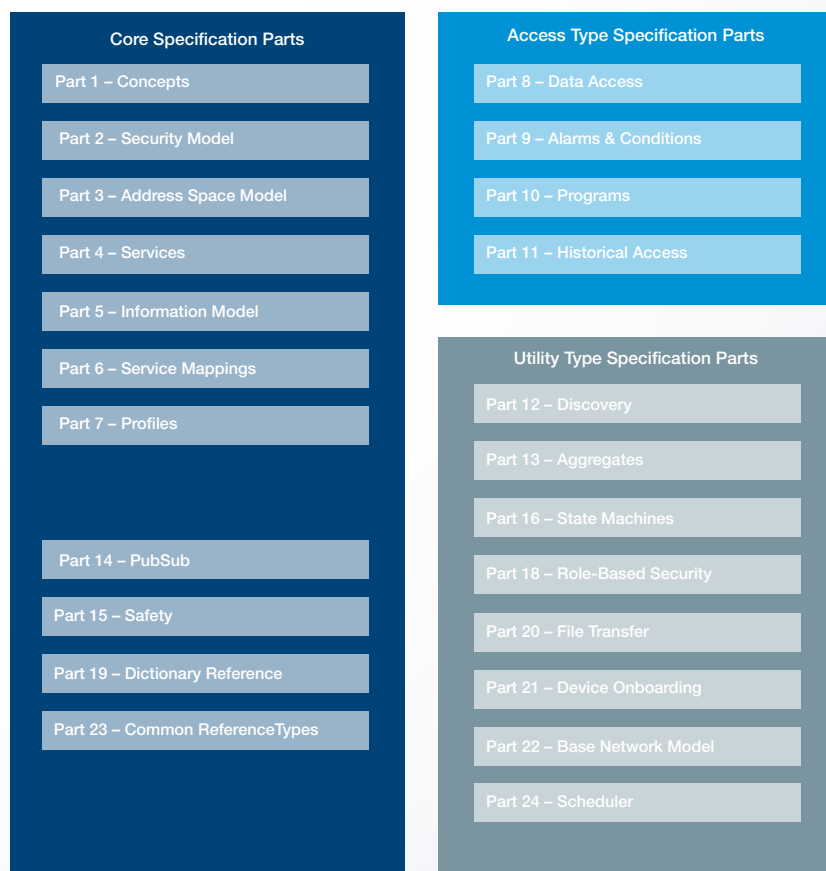 Core Specification Parts
Part 1 – Concepts
Part 2 – Security Model
Part 3 – Address Space Model
Part 4 – Services
Part 5 – Information Model
Part 6 – Service Mappings
Part 7 – Profiles
Part 14 – PubSub
Part 15 – Safety
Part 19 – Dictionary Reference
Part 23 – Common ReferenceTypes
Access Type Specification Parts
Part 8 – Data Access
Part 9 – Alarms & Conditions
Part 10 – Programs
Part 11 – Historical Access
Utility Type Specification Parts
Part 12 – Discovery
Part 13 – Aggregates
Part 16 – State Machines
Part 18 – Role-Based Security
Part 20 – File Transfer
Part 21 – Device Onboarding
Part 22 – Base Network Model
Part 24 – Scheduler